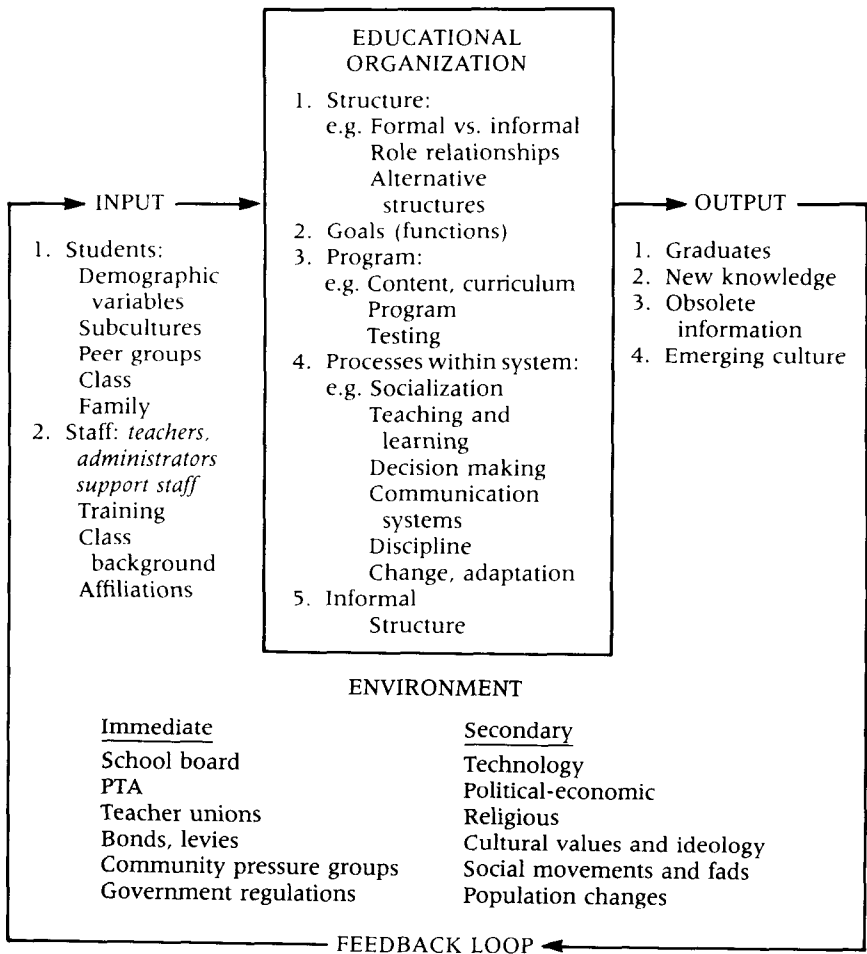 EDUCATIONAL
ORGANIZATION
1. Structure:
e.g. Formal vs. informal
Role relationships
Alternative
structures
2. Goals (functions)
3. Program:
e.g. Content, curriculum
Program
Testing
4. Processes within system:
e.g. Socialization
Teaching and
learning
Decision making
Communication
systems
Discipline
Change, adaptation
5. Informal
Structure
INPUT
1. Students:
Demographic
variables
Subcultures
Peer groups
Class
Family
2. Staff: teachers,
administrators
support staff
Training
Class
background
Affiliations
OUTPUT
1. Graduates
2. New knowledge
3. Obsolete
information
4. Emerging culture
ENVIRONMENT
Immediate
School board
PTA
Teacher unions
Bonds, levies
Community pressure groups
Government regulations
Secondary
Technology
Political-economic
Religious
Cultural values and ideology
Social movements and fads
Population changes
FEEDBACK LOOP